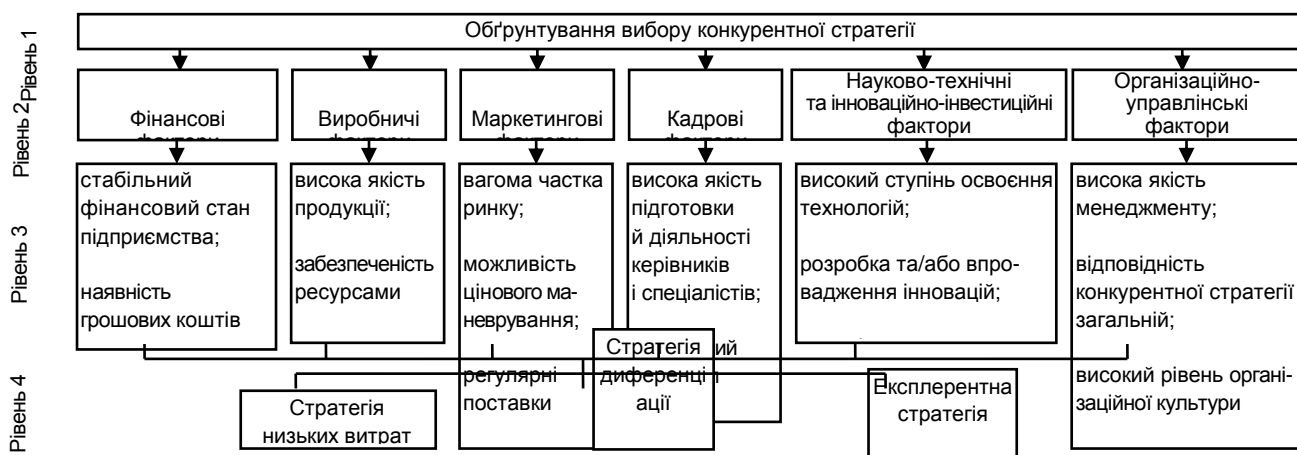 Рівень 1
Обґрунтування вибору конкурентної стратегії
Рівень 2
Фінансові
фактори
Виробничі
фактори
Маркетингові
фактори
Кадрові
фактори
Науково-технічні
та інноваційно-інвестиційні
фактори
Організаційно-
управлінські
фактори
Рівень 3
стабільний
фінансовий стан
підприємства;
наявність
грошових коштів
висока якість
продукції;
забезпеченість
ресурсами
вагома частка
ринку;
можливість
цінового ма-
неврування;
регулярні
поставки
висока якість
підготовки
й діяльності
керівників
і спеціалістів;
високий ступінь освоєння
технологій;
розробка та/або впро-
вадження інновацій;
висока якість
менеджменту;
відповідність
конкурентної стратегії
загальній;
високий рівень органі-
заційної культури
Рівень 4
Стратегія
низьких витрат
Стратегія
диференці
ації
Експлерентна
стратегія